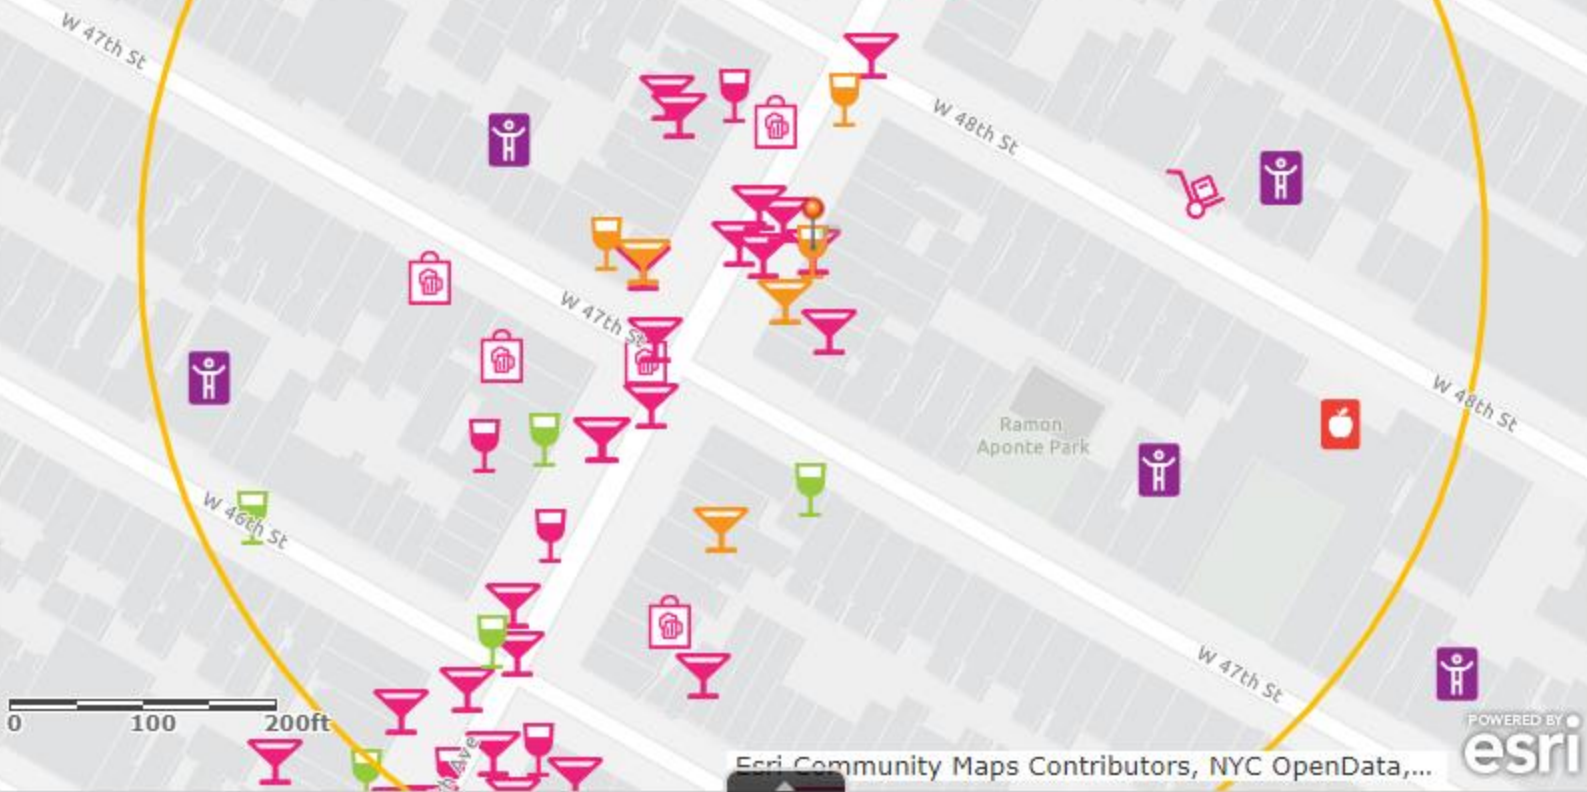 W 47th St
W 48th St
W 47th St
W 48th St
Ramon
Aponte Park
W 46th St
W 47th St
0 100 200ft
Ave
POWERED BY
esri
Esri Community Maps Contributors, NYC OpenData,...